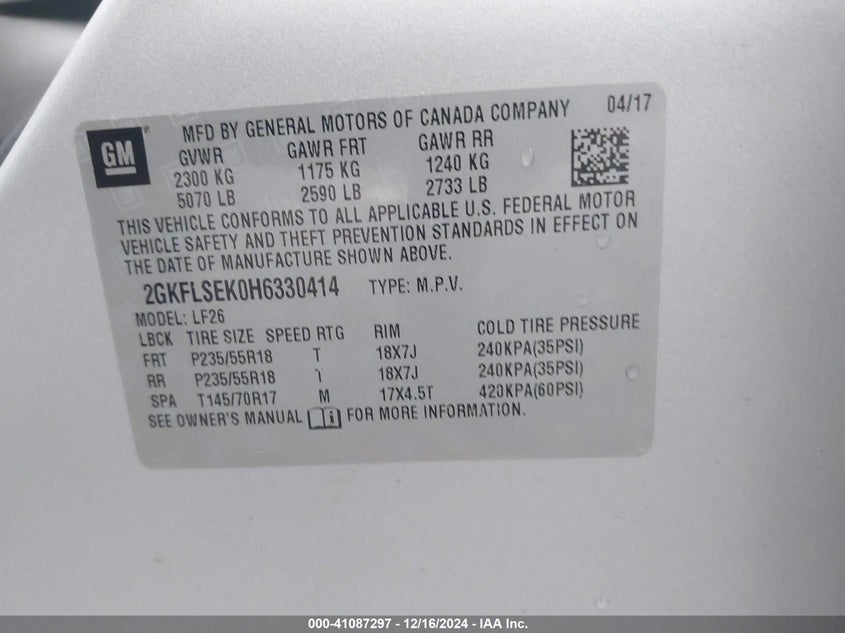 GM
®
MFD BY GENERAL MOTORS OF CANADA COMPANY 04/17
GVWR GAWR FRT GAWR RR
2300 KG 1175 KG 1240 KG
5070 LB 2590 LB 2733 LB
THIS VEHICLE CONFORMS TO ALL APPLICABLE U.S. FEDERAL MOTOR
VEHICLE SAFETY AND THEFT PREVENTION STANDARDS IN EFFECT ON
THE DATE OF MANUFACTURE SHOWN ABOVE.
2GKFLSEK0H6330414 TYPE: M.P.V.
MODEL: LF26
LBCK TIRE SIZE SPEED RTG RIM COLD TIRE PRESSURE
FRT P235/55R18 T 18X7J 240KPA(35PSI)
RR P235/55R18 18X7J 240KPA(35PSI)
SPA T145/70R17 M 17X4.5T 420KPA(60PSI)
SEE OWNER'S MANUAL i FOR MORE INFORMATION.
000-41087297 - 12/16/2024 - IAA Inc.